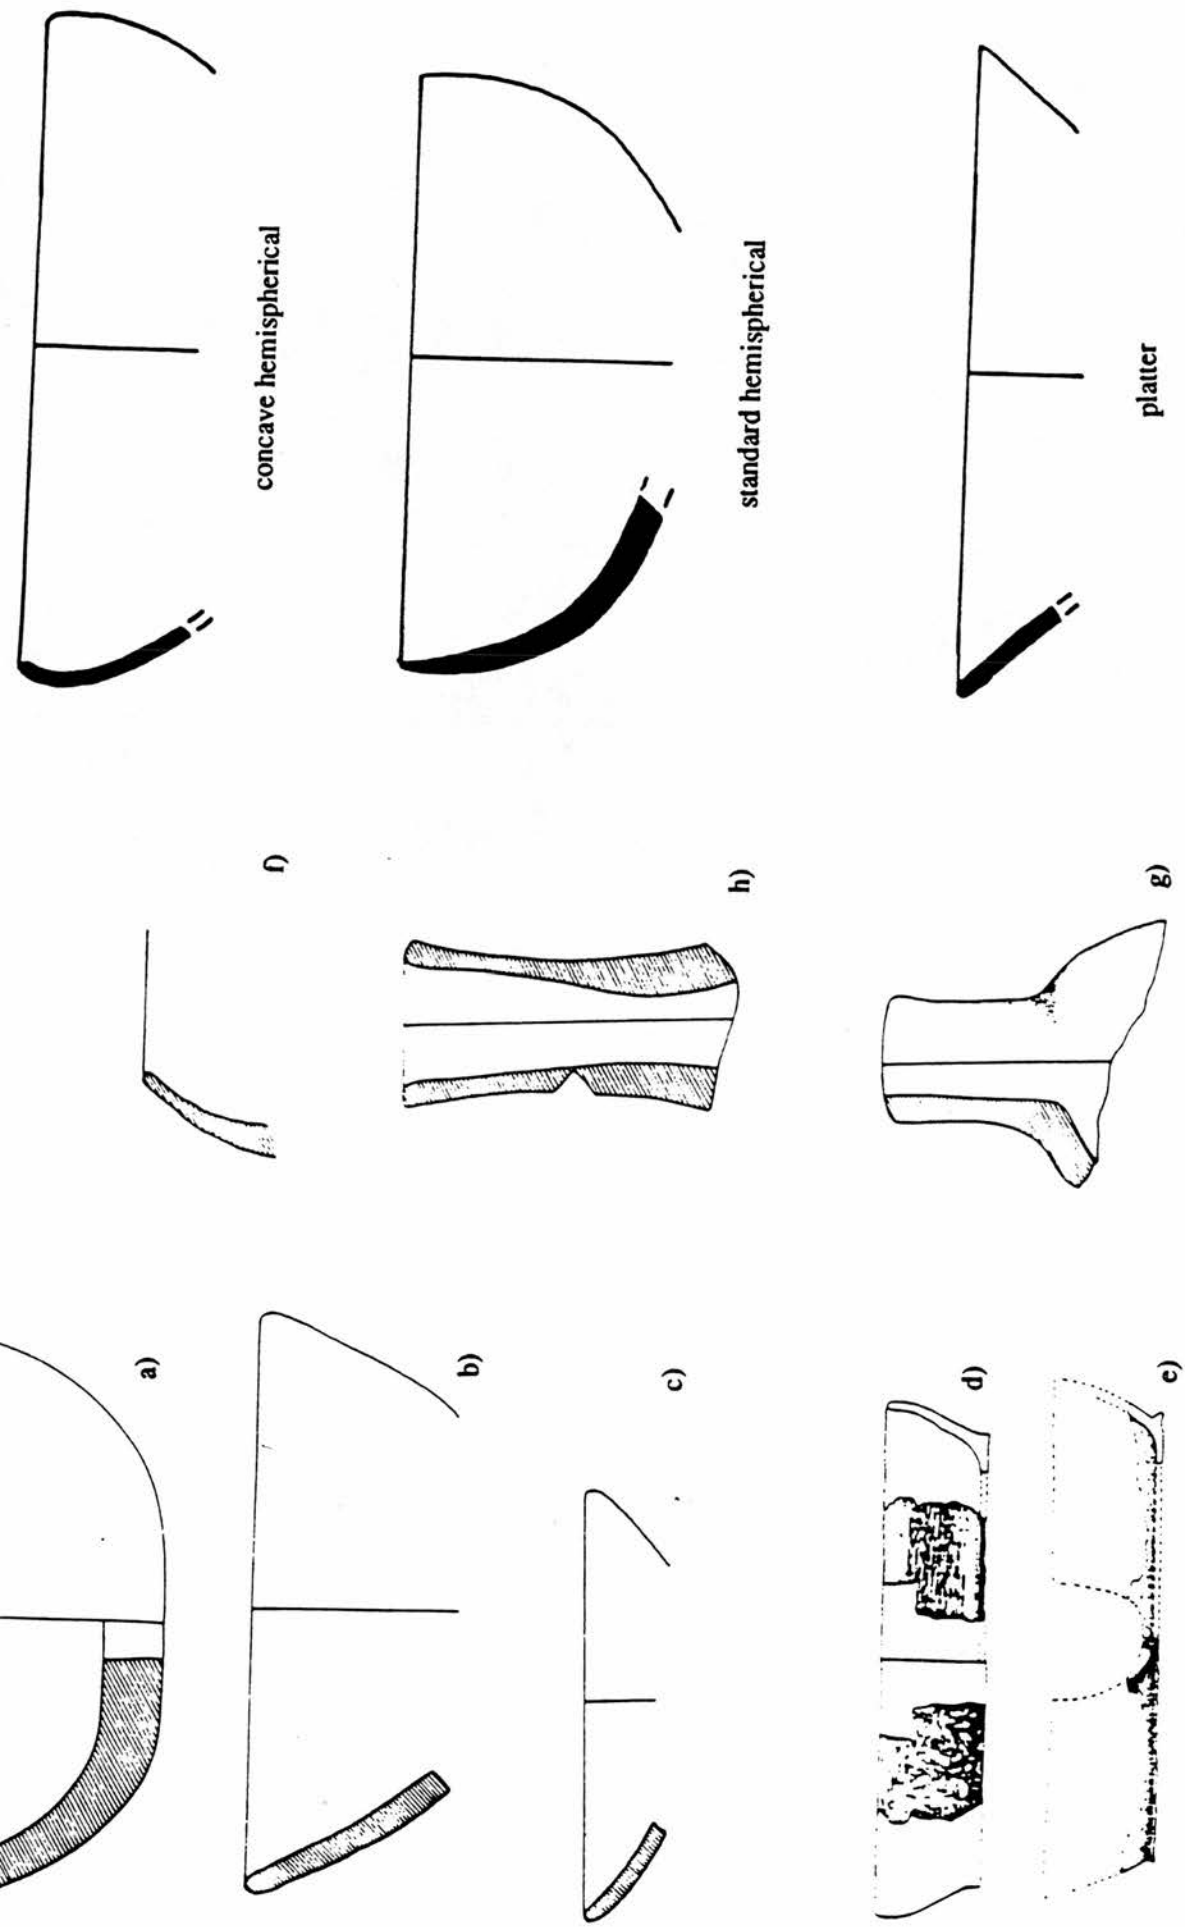 concave hemispherical
standard hemispherical
platter
f)
h)
g)
a)
b)
c)
d)
e)